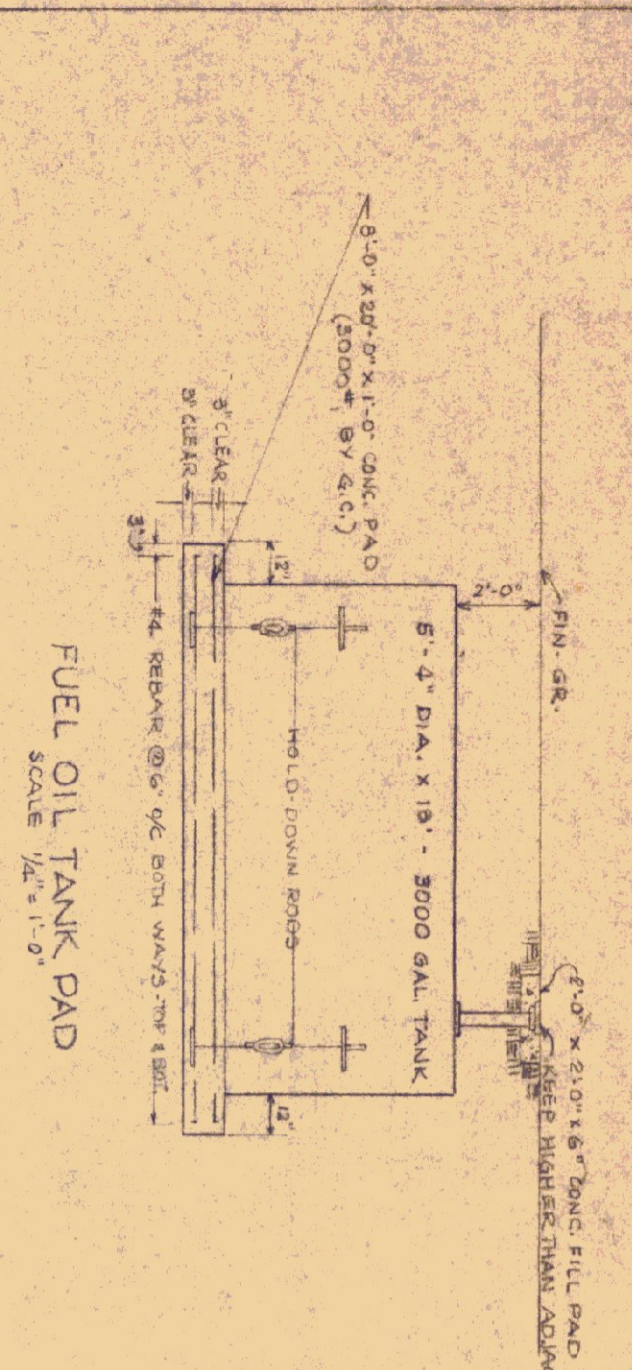 2'-0" x 2'-0" x 6" CONC. FILL PAD
KEEP HIGHER THAN ADJA
FIN. GR.
2'-0"
8'-0" x 20'-0" x 1'-0" CONC. PAD
(3000#, BY G.C.)
5'-4" DIA. x 18' - 3000 GAL. TANK
HOLD-DOWN RODS
12"
12"
3" CLEAR
3" CLEAR
3"
#4 REBAR @ 6" O/C BOTH WAYS-TOP & BOT.
FUEL OIL TANK PAD
SCALE 1/4" = 1'-0"